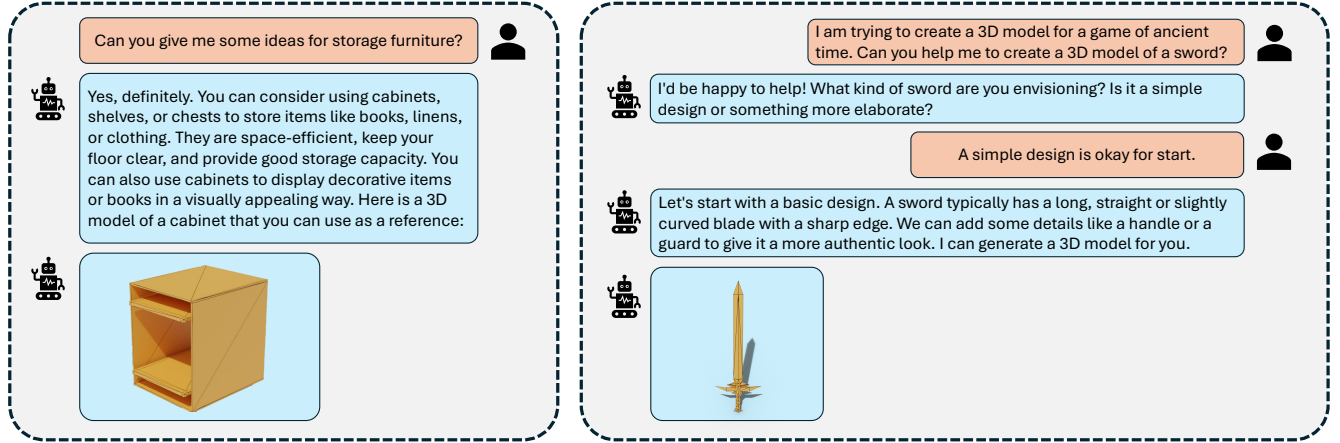 Can you give me some ideas for storage furniture?
Yes, definitely. You can consider using cabinets,
shelves, or chests to store items like books, linens,
or clothing. They are space-efficient, keep your
floor clear, and provide good storage capacity. You
can also use cabinets to display decorative items
or books in a visually appealing way. Here is a 3D
model of a cabinet that you can use as a reference:
I am trying to create a 3D model for a game of ancient
time. Can you help me to create a 3D model of a sword?
I'd be happy to help! What kind of sword are you envisioning? Is it a simple
design or something more elaborate?
A simple design is okay for start.
Let's start with a basic design. A sword typically has a long, straight or slightly
curved blade with a sharp edge. We can add some details like a handle or a
guard to give it a more authentic look. I can generate a 3D model for you.